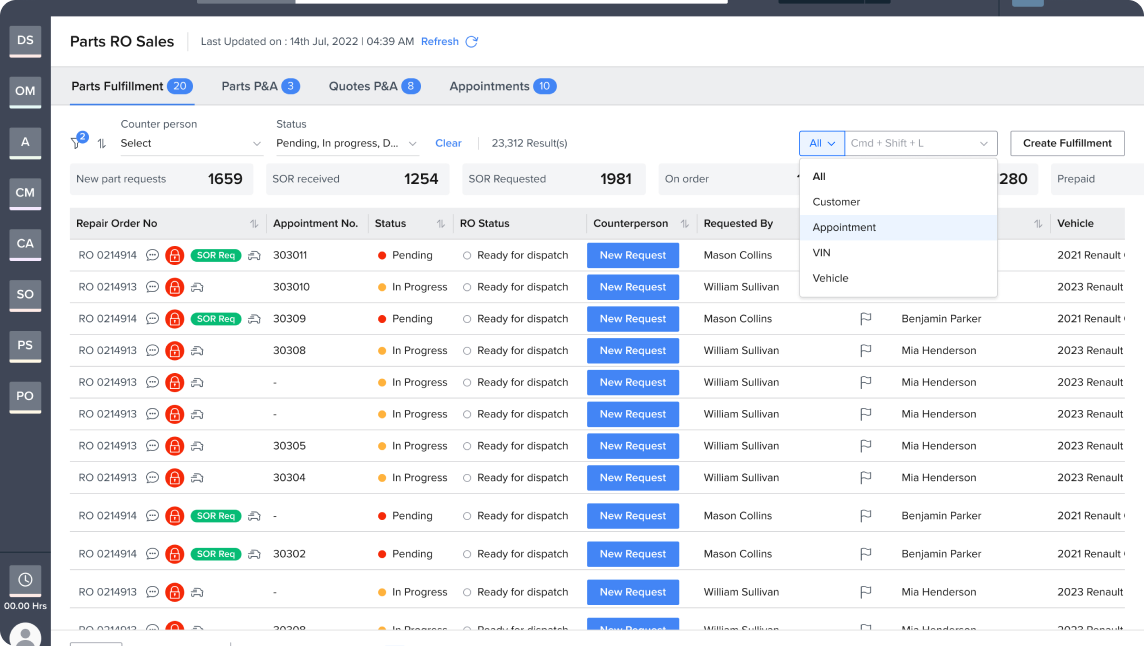 DS
OM
A
CM
CA
SO
PS
PO
00.00 Hrs
Parts RO Sales
Last Updated on : 14th Jul, 2022 | 04:39 AM Refresh
Parts Fulfillment 20
Parts P&A 3
Quotes P&A 8
Appointments 10
2
Counter person
Select
Status
Pending, In progress, D...
Clear
23,312 Result(s)
All
Cmd + Shift + L
Create Fulfillment
All
Customer
Appointment
VIN
Vehicle
New part requests 1659
SOR received 1254
SOR Requested 1981
On order
280
Prepaid
Repair Order No Appointment No. Status RO Status Counterperson Requested By Vehicle
RO 0214914 SOR Req 303011 Pending Ready for dispatch New Request Mason Collins 2021 Renault
RO 0214913 303010 In Progress Ready for dispatch New Request William Sullivan 2023 Renault
RO 0214914 SOR Req 30309 Pending Ready for dispatch New Request Mason Collins Benjamin Parker 2021 Renault
RO 0214913 30308 In Progress Ready for dispatch New Request William Sullivan Mia Henderson 2023 Renault
RO 0214913 - In Progress Ready for dispatch New Request William Sullivan Mia Henderson 2023 Renault
RO 0214913 - In Progress Ready for dispatch New Request William Sullivan Mia Henderson 2023 Renault
RO 0214913 30305 In Progress Ready for dispatch New Request William Sullivan Mia Henderson 2023 Renault
RO 0214913 30304 In Progress Ready for dispatch New Request William Sullivan Mia Henderson 2023 Renault
RO 0214914 SOR Req - Pending Ready for dispatch New Request Mason Collins Benjamin Parker 2021 Renault
RO 0214914 SOR Req 30302 Pending Ready for dispatch New Request Mason Collins Benjamin Parker 2021 Renault
RO 0214913 - In Progress Ready for dispatch New Request William Sullivan Mia Henderson 2023 Renault
RO 0214913 In Progress Ready for dispatch New Request William Sullivan Mia Henderson 2023 Renault